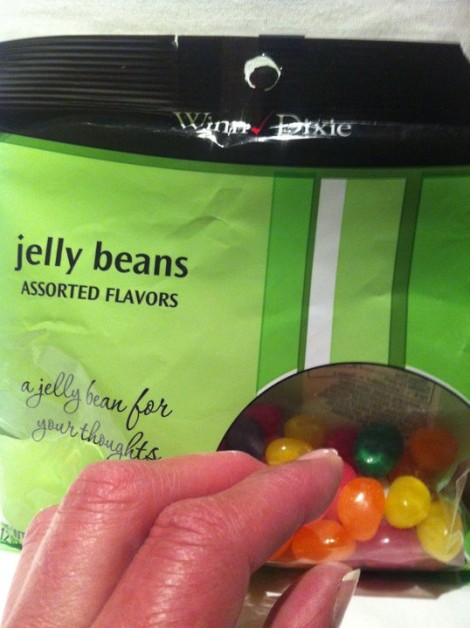 Winn Dixie
jelly beans
ASSORTED FLAVORS
a jelly bean for
your thoughts